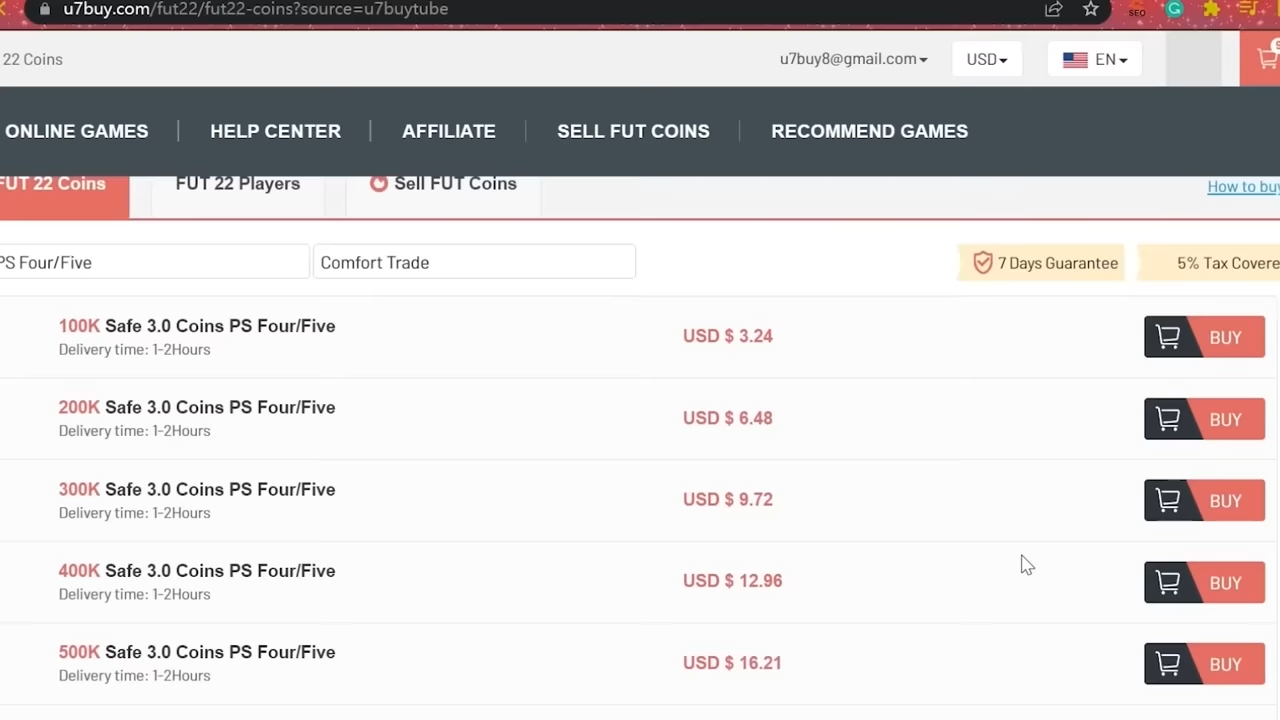 u7buy.com/fut22/fut22-coins?source=u7buytube
SEO
22 Coins
u7buy8@gmail.com
USD
EN
ONLINE GAMES
HELP CENTER
AFFILIATE
SELL FUT COINS
RECOMMEND GAMES
FUT 22 Coins
FUT 22 Players
Sell FUT Coins
How to buy
PS Four/Five
Comfort Trade
7 Days Guarantee
5% Tax Covere
100K Safe 3.0 Coins PS Four/Five
Delivery time: 1-2Hours
USD $ 3.24
BUY
200K Safe 3.0 Coins PS Four/Five
Delivery time: 1-2Hours
USD $ 6.48
BUY
300K Safe 3.0 Coins PS Four/Five
Delivery time: 1-2Hours
USD $ 9.72
BUY
400K Safe 3.0 Coins PS Four/Five
Delivery time: 1-2Hours
USD $ 12.96
BUY
500K Safe 3.0 Coins PS Four/Five
Delivery time: 1-2Hours
USD $ 16.21
BUY